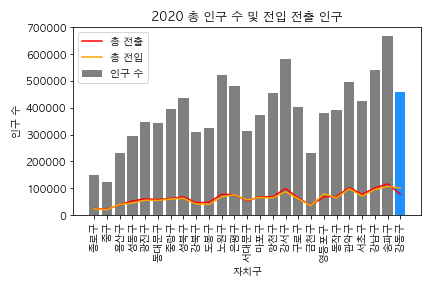 2020 총 인구 수 및 전입 전출 인구
총 전출
총 전입
인구 수
인구 수
700000
600000
500000
400000
300000
200000
100000
0
종로구
중구
용산구
성동구
광진구
동대문구
중랑구
성북구
강북구
도봉구
노원구
은평구
서대문구
마포구
양천구
강서구
구로구
금천구
영등포구
동작구
관악구
서초구
강남구
송파구
강동구
자치구